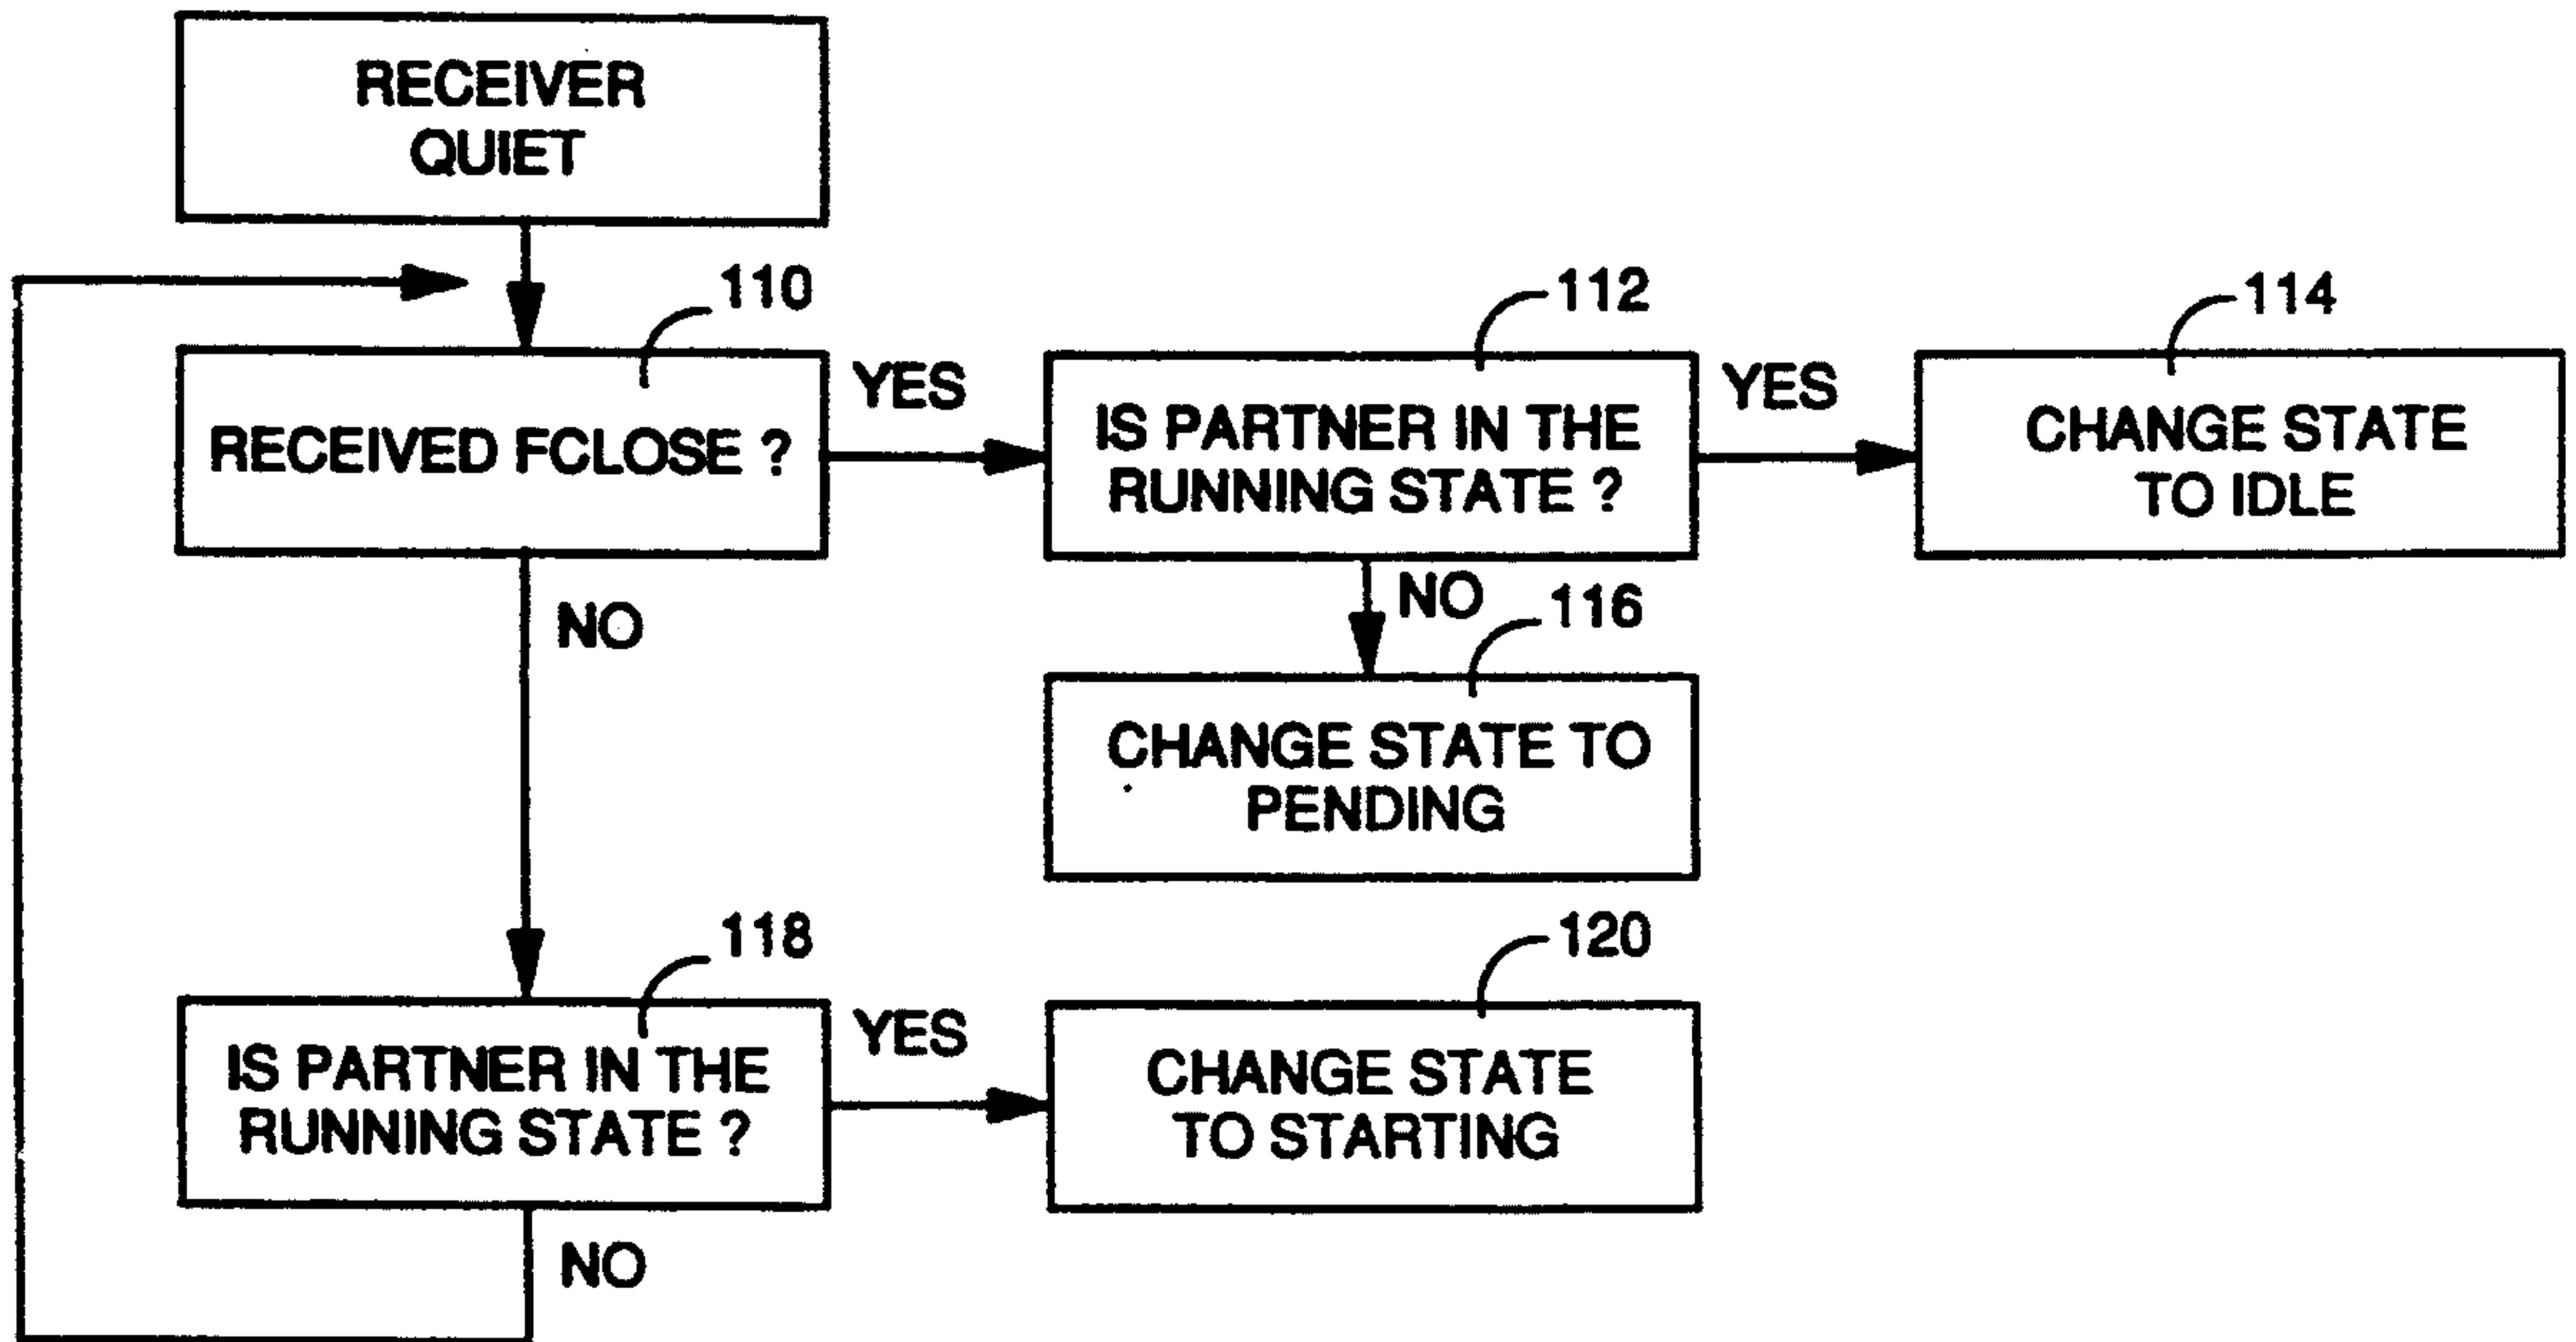 RECEIVER
QUIET
110
112
114
RECEIVED FCLOSE ?
YES
IS PARTNER IN THE
RUNNING STATE ?
YES
CHANGE STATE
TO IDLE
NO
NO
116
CHANGE STATE TO
PENDING
118
120
IS PARTNER IN THE
RUNNING STATE ?
YES
CHANGE STATE
TO STARTING
NO